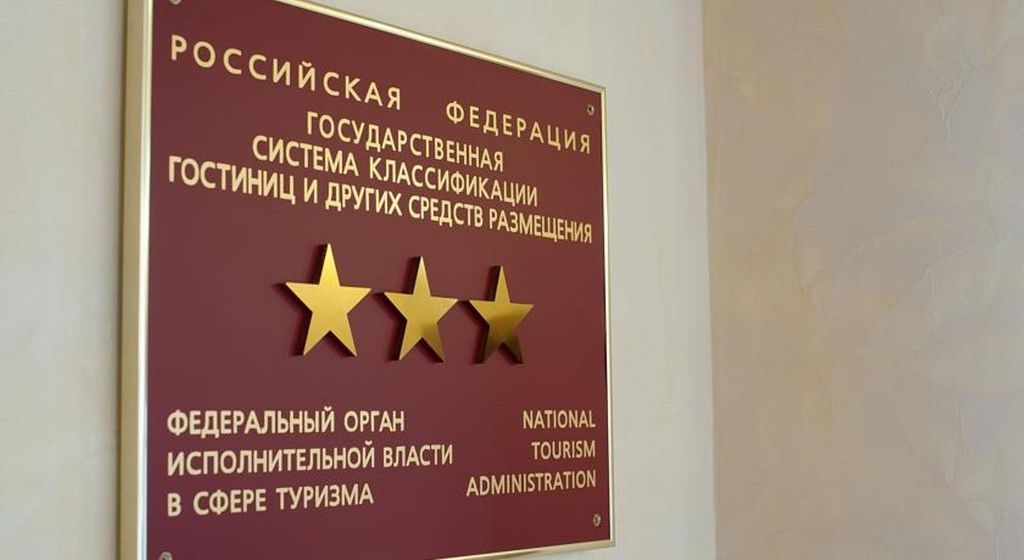 РОССИЙСКАЯ ФЕДЕРАЦИЯ
ГОСУДАРСТВЕННАЯ
СИСТЕМА КЛАССИФИКАЦИИ
ГОСТИНИЦ И ДРУГИХ СРЕДСТВ РАЗМЕЩЕНИЯ
ФЕДЕРАЛЬНЫЙ ОРГАН
ИСПОЛНИТЕЛЬНОЙ ВЛАСТИ
В СФЕРЕ ТУРИЗМА
NATIONAL
TOURISM
ADMINISTRATION